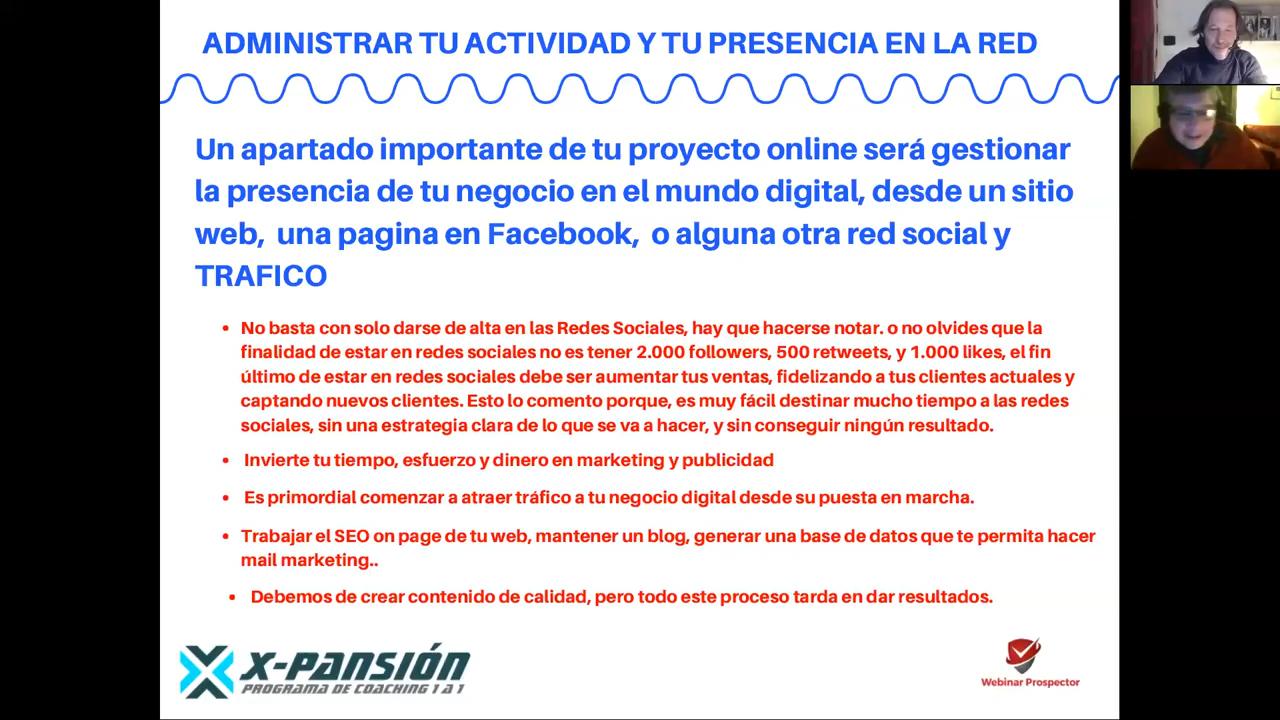 ADMINISTRAR TU ACTIVIDAD Y TU PRESENCIA EN LA RED
Un apartado importante de tu proyecto online será gestionar
la presencia de tu negocio en el mundo digital, desde un sitio
web, una pagina en Facebook, o alguna otra red social y
TRAFICO
• No basta con solo darse de alta en las Redes Sociales, hay que hacerse notar. o no olvides que la
finalidad de estar en redes sociales no es tener 2.000 followers, 500 retweets, y 1.000 likes, el fin
último de estar en redes sociales debe ser aumentar tus ventas, fidelizando a tus clientes actuales y
captando nuevos clientes. Esto lo comento porque, es muy fácil destinar mucho tiempo a las redes
sociales, sin una estrategia clara de lo que se va a hacer, y sin conseguir ningún resultado.
• Invierte tu tiempo, esfuerzo y dinero en marketing y publicidad
• Es primordial comenzar a atraer tráfico a tu negocio digital desde su puesta en marcha.
• Trabajar el SEO on page de tu web, mantener un blog, generar una base de datos que te permita hacer
mail marketing..
• Debemos de crear contenido de calidad, pero todo este proceso tarda en dar resultados.
X-PANSIÓN
PROGRAMA DE COACHING 1 A 1
Webinar Prospector